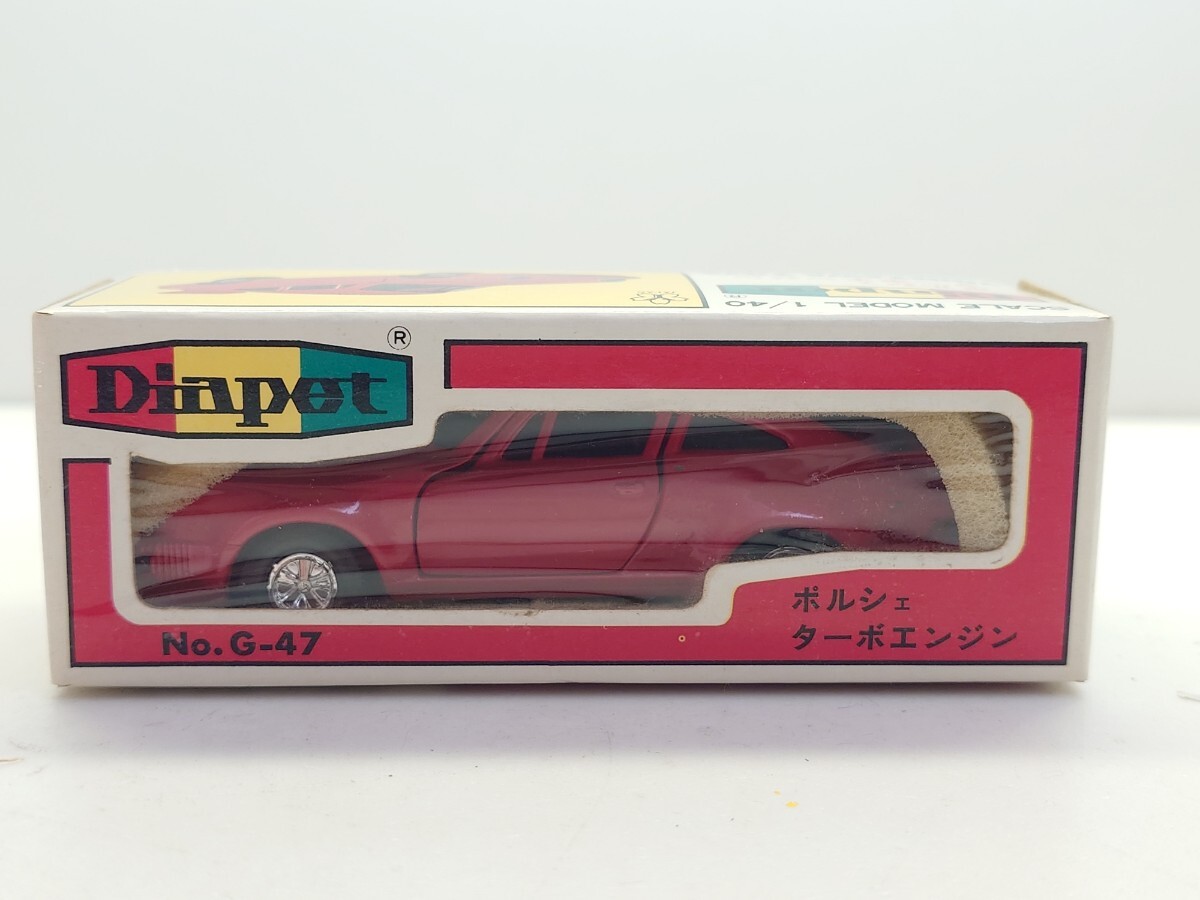 SCALE MODEL 1/40
Diapet
®
No. G-47
ポルシェ
ターボエンジン